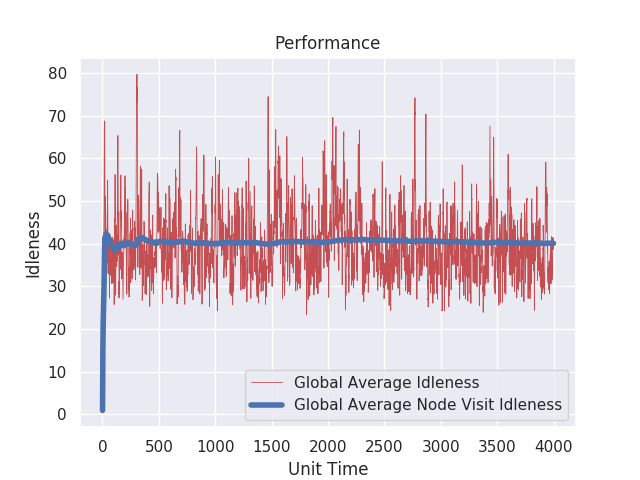 Performance
80
70
60
50
40
30
20
10
0
Idleness
Global Average Idleness
Global Average Node Visit Idleness
0 500 1000 1500 2000 2500 3000 3500 4000
Unit Time